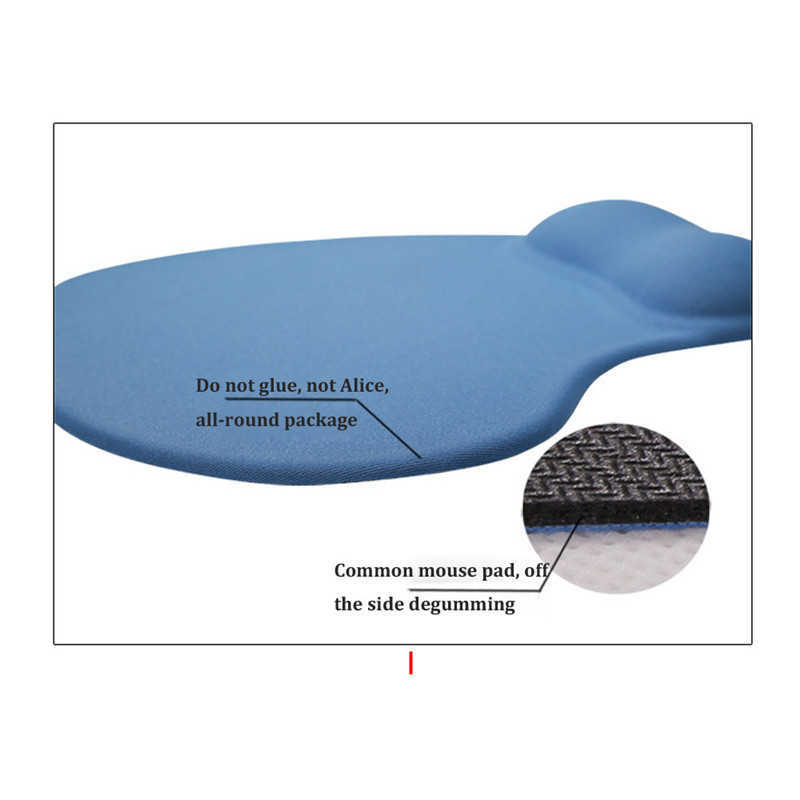 Do not glue, not Alice,
all-round package
Common mouse pad, off
the side degumming